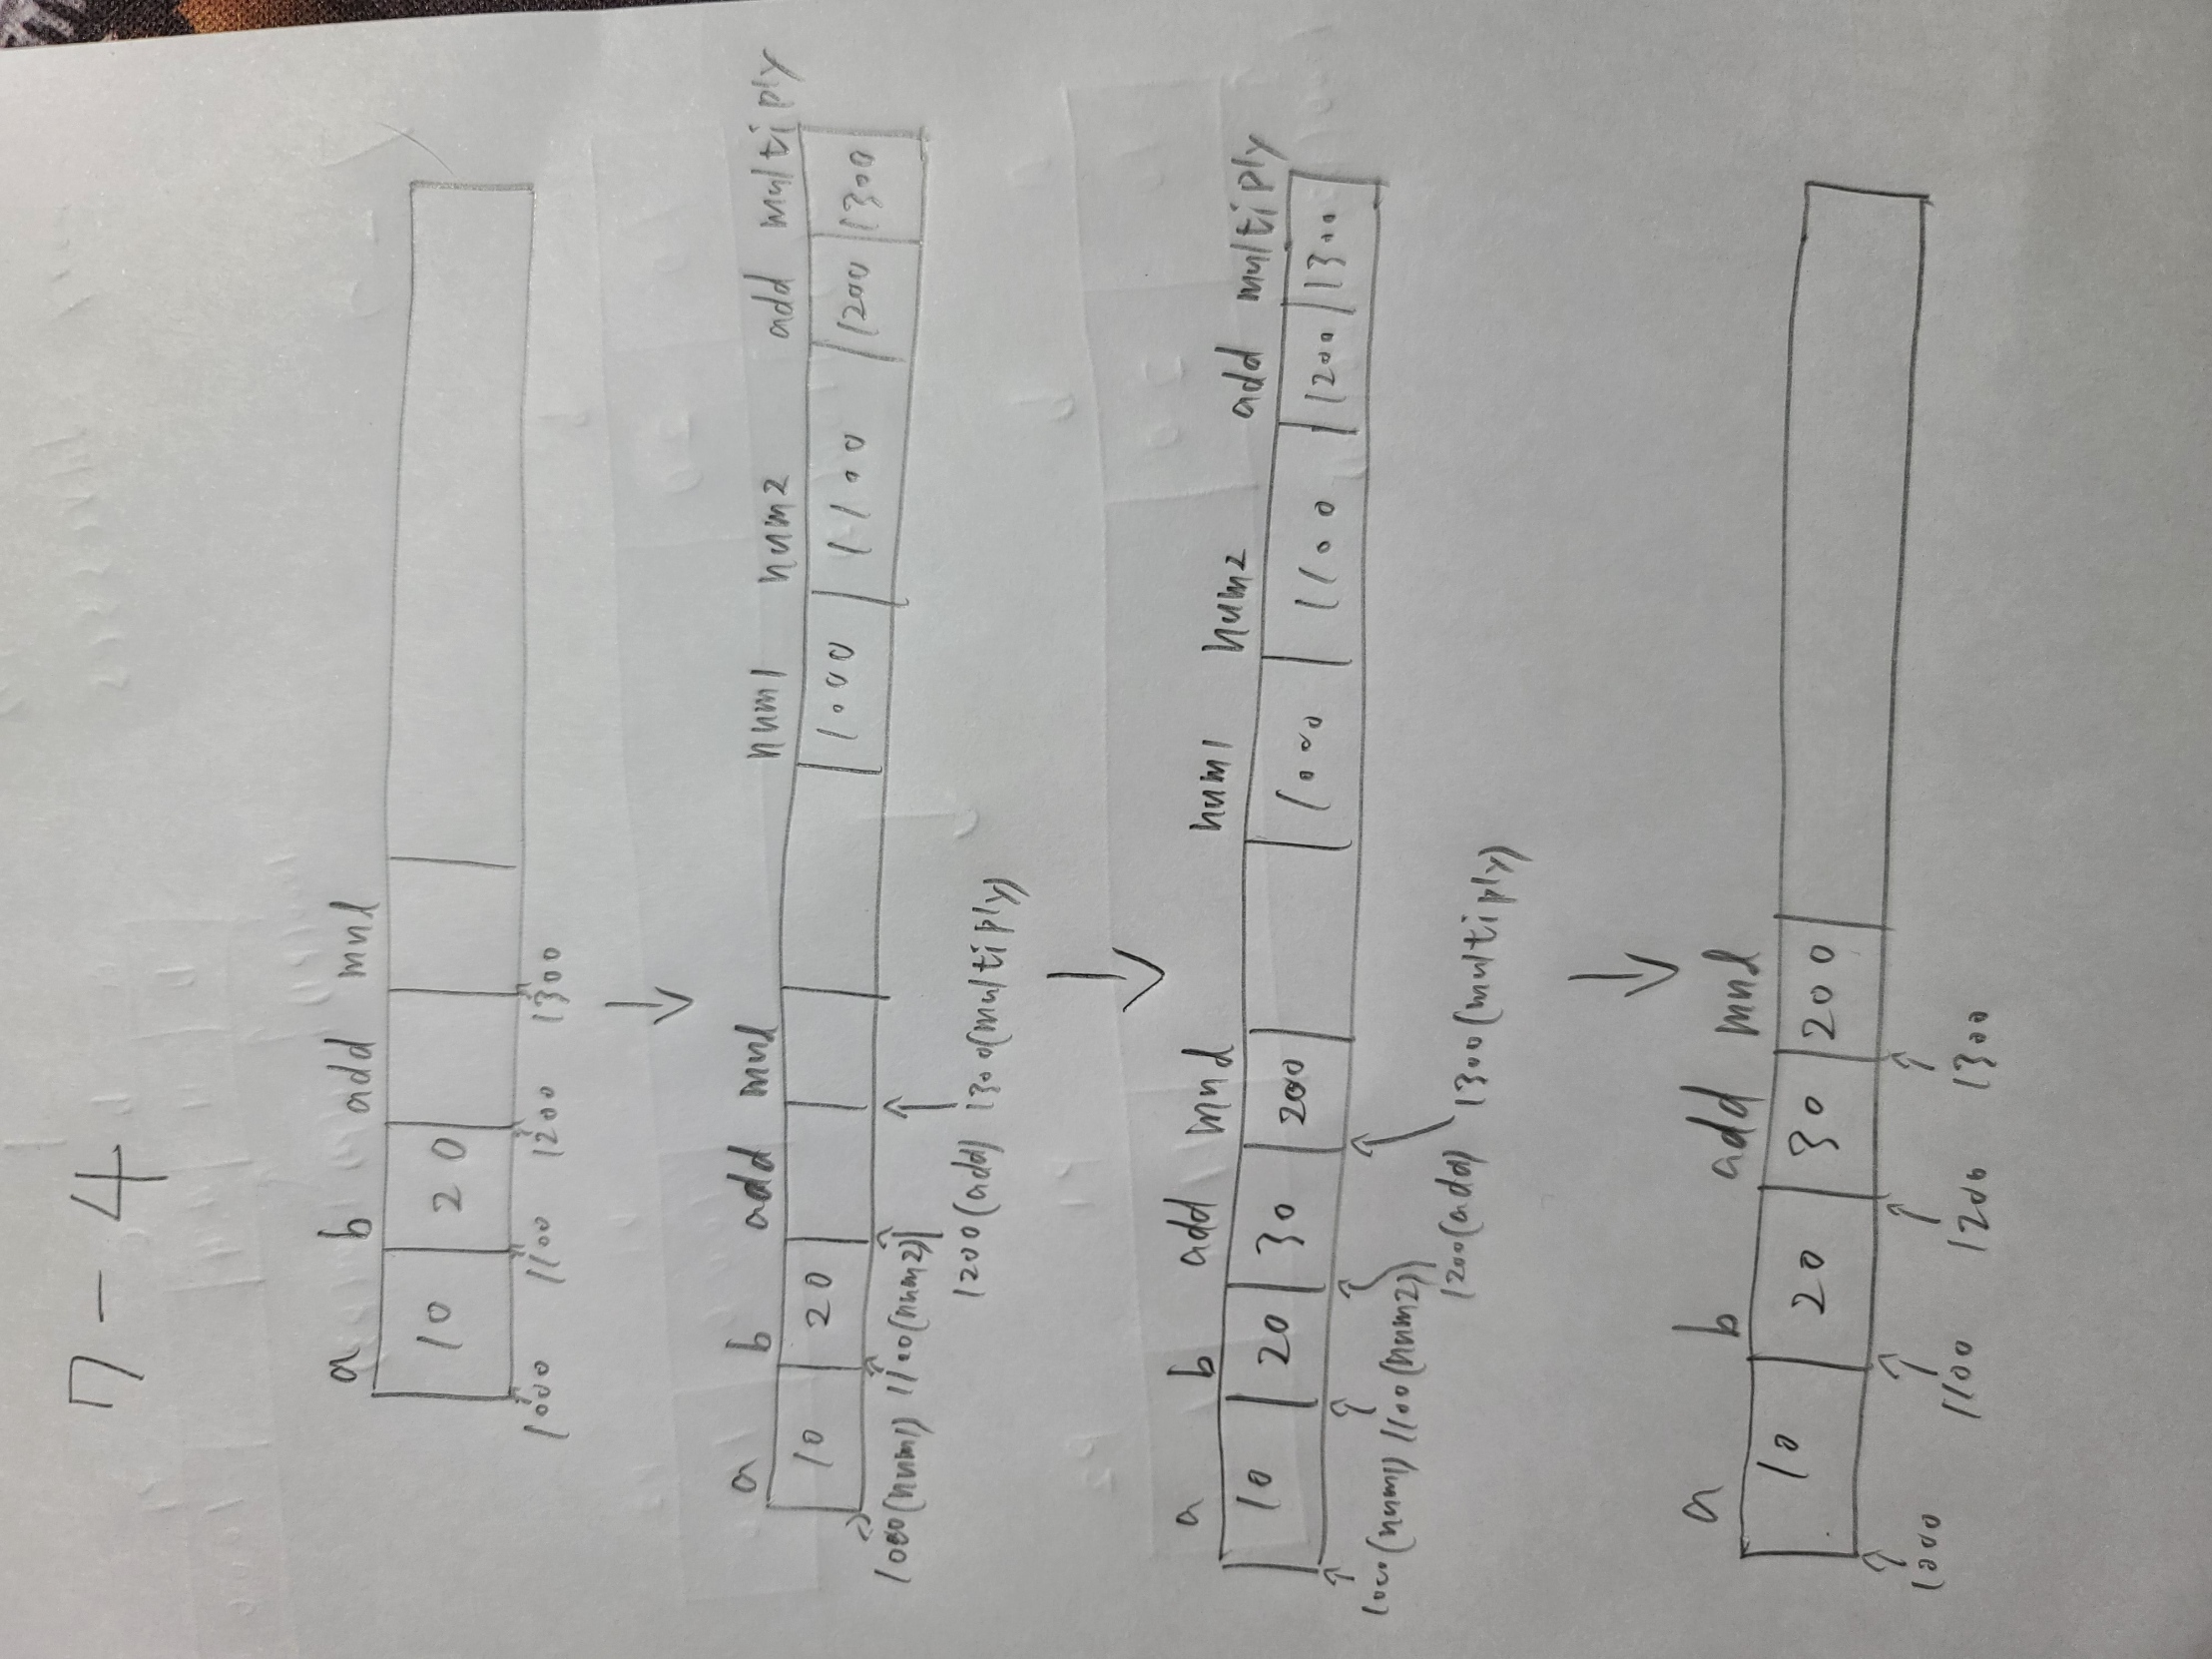 7-4
a b add mul
10 20
1000 1100 1200 1300
a b add mul num1 num2 add multiply
10 20 1000 1100 1200 1300
1000(num1) 1100(num2)
1200(add) 1300(multiply)
a b add mul num1 num2 add multiply
10 20 30 200 1000 1100 1200 1300
1000(num1) 1100(num2)
1200(add) 1300(multiply)
a b add mul
10 20 30 200
1000 1100 1200 1300